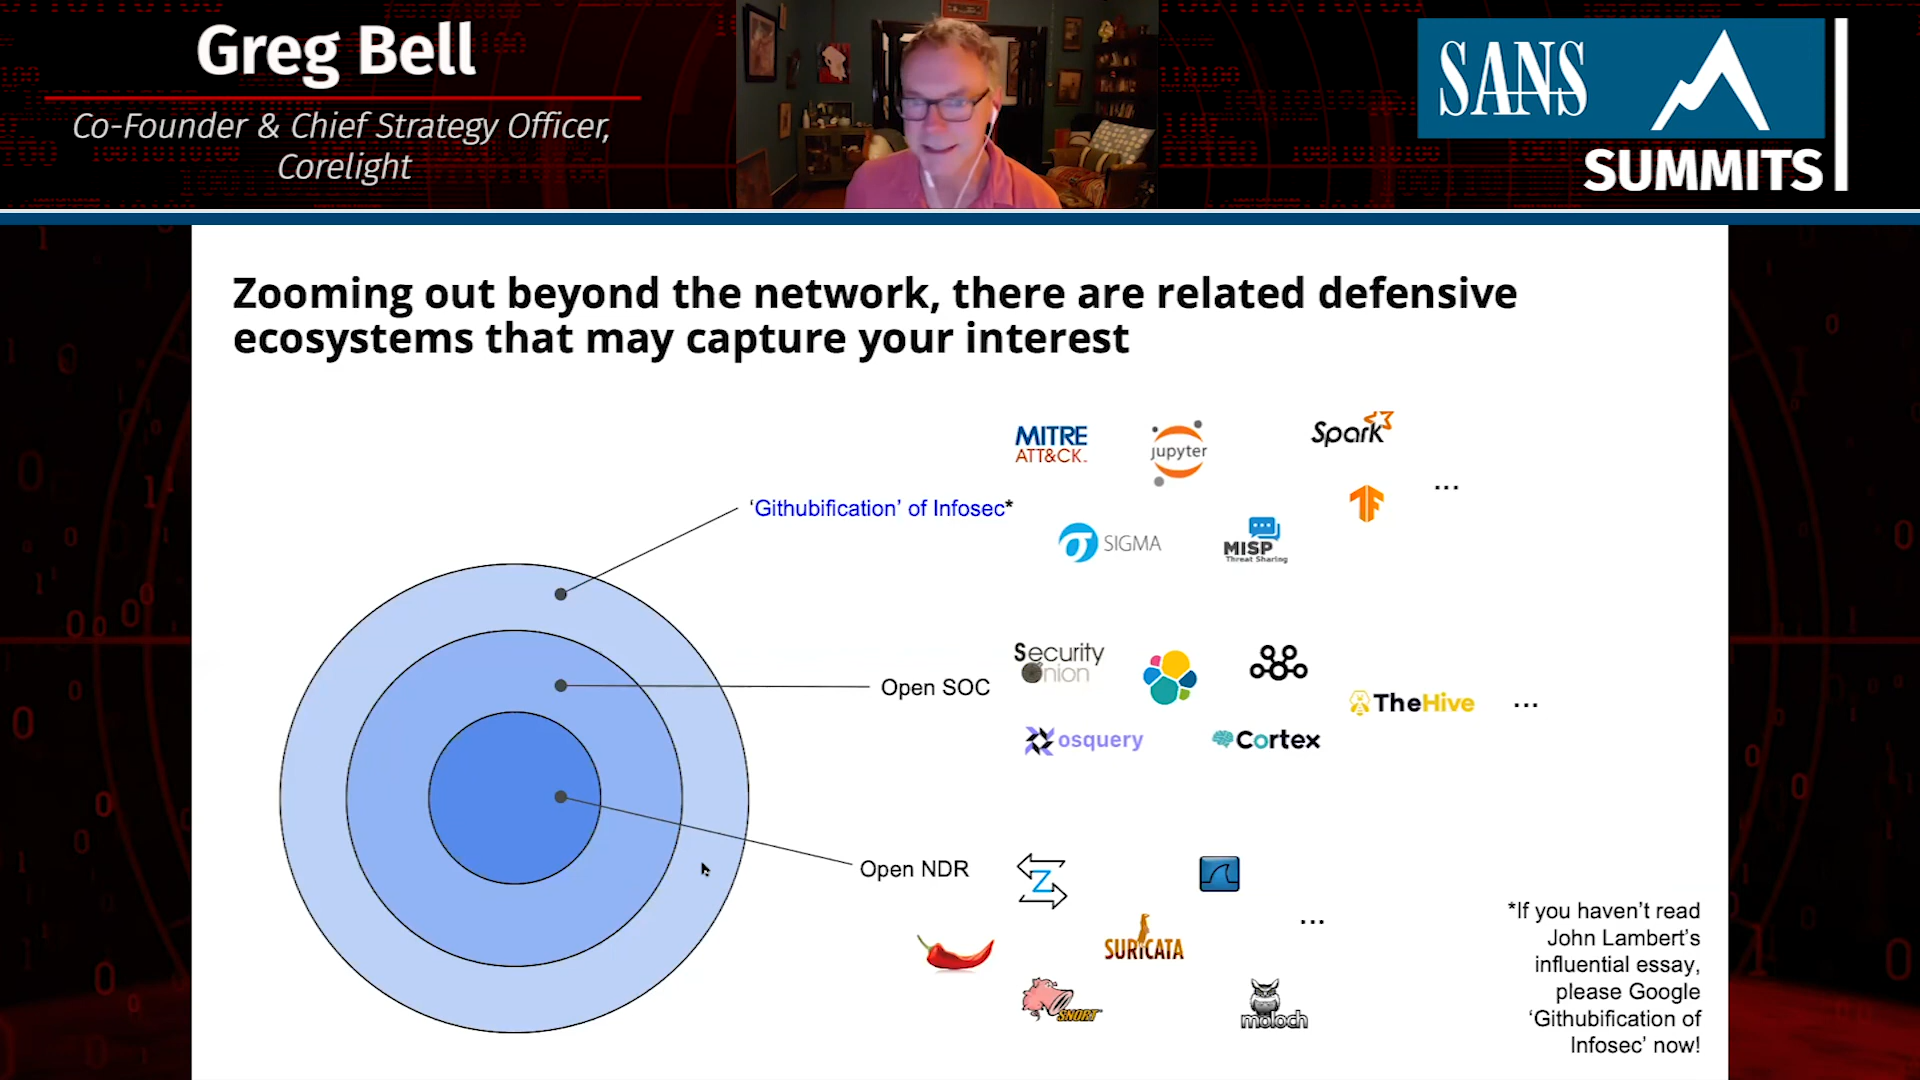 Greg Bell
Co-Founder & Chief Strategy Officer,
Corelight
SANS
SUMMITS
Zooming out beyond the network, there are related defensive
ecosystems that may capture your interest
MITRE
ATT&CK.
jupyter
Spark
‘Githubification’ of Infosec*
...
SIGMA
MISP
Threat Sharing
Security
Onion
Open SOC
TheHive
...
osquery
Cortex
Open NDR
Z
...
SURICATA
SNORT
moloch
*If you haven’t read
John Lambert’s
influential essay,
please Google
‘Githubification of
Infosec’ now!